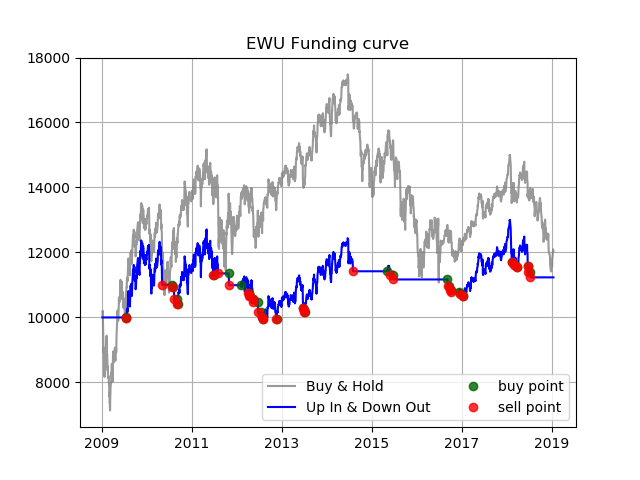 EWU Funding curve
18000
16000
14000
12000
10000
8000
Buy & Hold
Up In & Down Out
buy point
sell point
2009
2011
2013
2015
2017
2019